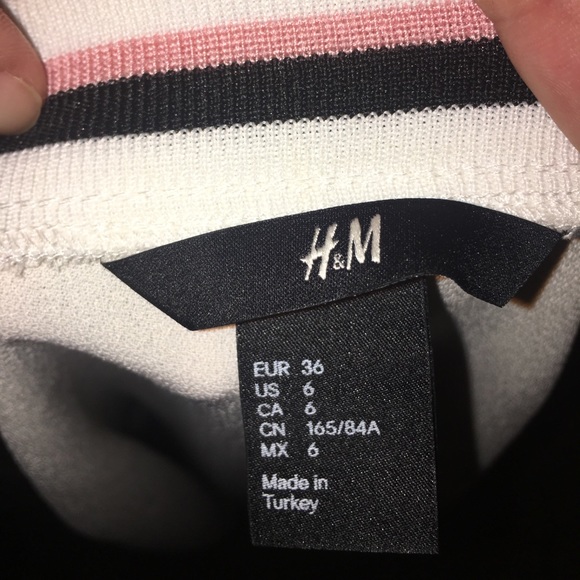 H&M
EUR 36
US 6
CA 6
CN 165/84A
MX 6
Made in
Turkey